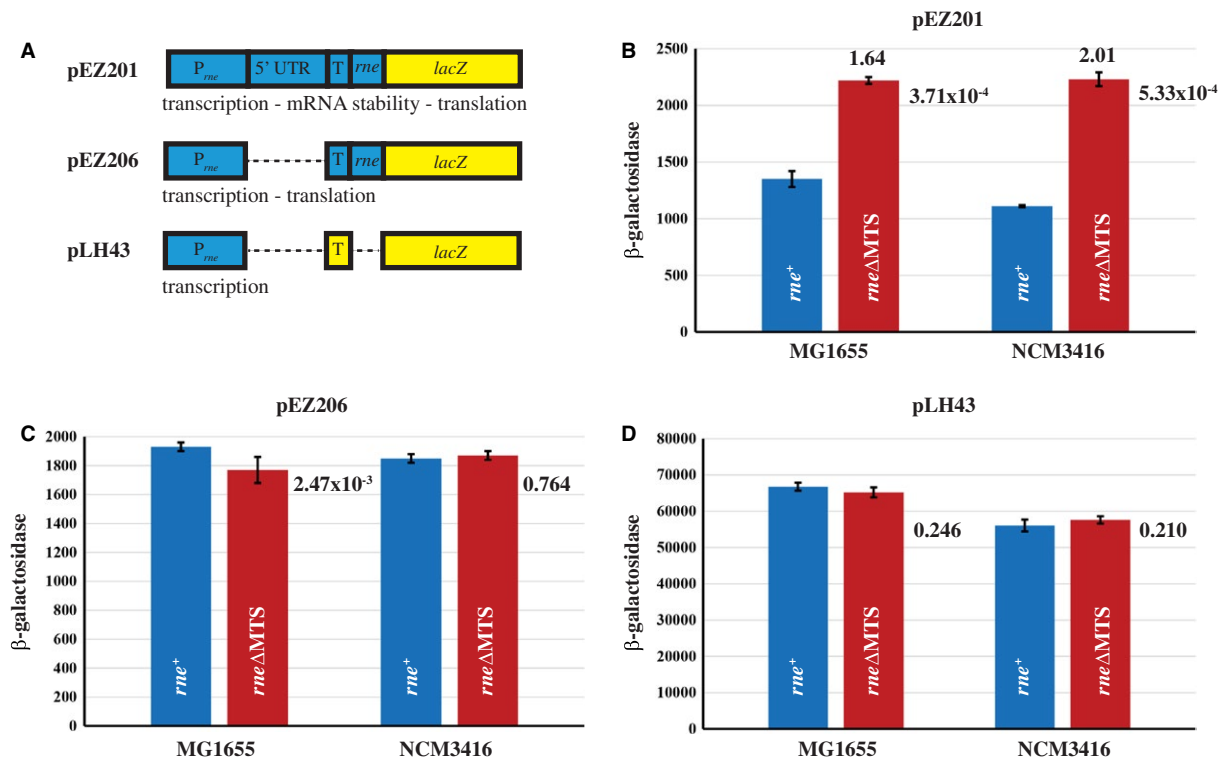 A
pEZ201
P_rne 5' UTR T rne lacZ
transcription - mRNA stability - translation
pEZ206
P_rne T rne lacZ
transcription - translation
pLH43
P_rne T lacZ
transcription
B
pEZ201
β-galactosidase
2500
2000
1500
1000
500
0
1.64
3.71x10⁻⁴
2.01
5.33x10⁻⁴
rne⁺
rneΔMTS
rne⁺
rneΔMTS
MG1655
NCM3416
C
pEZ206
β-galactosidase
2000
1800
1600
1400
1200
1000
800
600
400
200
0
2.47x10⁻³
0.764
rne⁺
rneΔMTS
rne⁺
rneΔMTS
MG1655
NCM3416
D
pLH43
β-galactosidase
80000
70000
60000
50000
40000
30000
20000
10000
0
0.246
0.210
rne⁺
rneΔMTS
rne⁺
rneΔMTS
MG1655
NCM3416